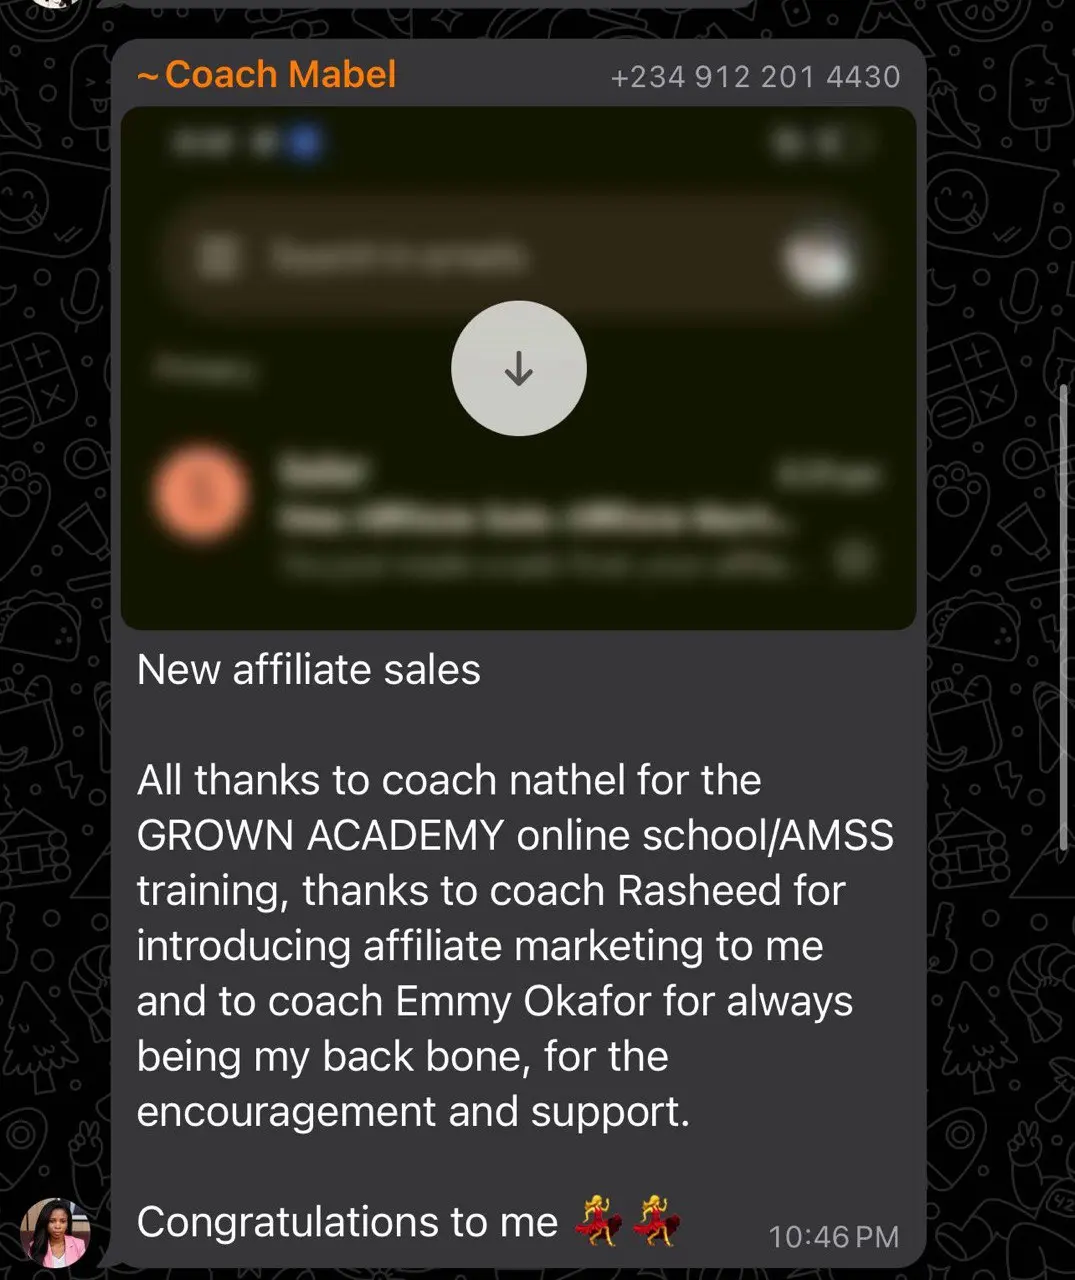 ~Coach Mabel +234 912 201 4430
New affiliate sales
All thanks to coach nathel for the
GROWN ACADEMY online school/AMSS
training, thanks to coach Rasheed for
introducing affiliate marketing to me
and to coach Emmy Okafor for always
being my back bone, for the
encouragement and support.
Congratulations to me 💃💃
10:46 PM